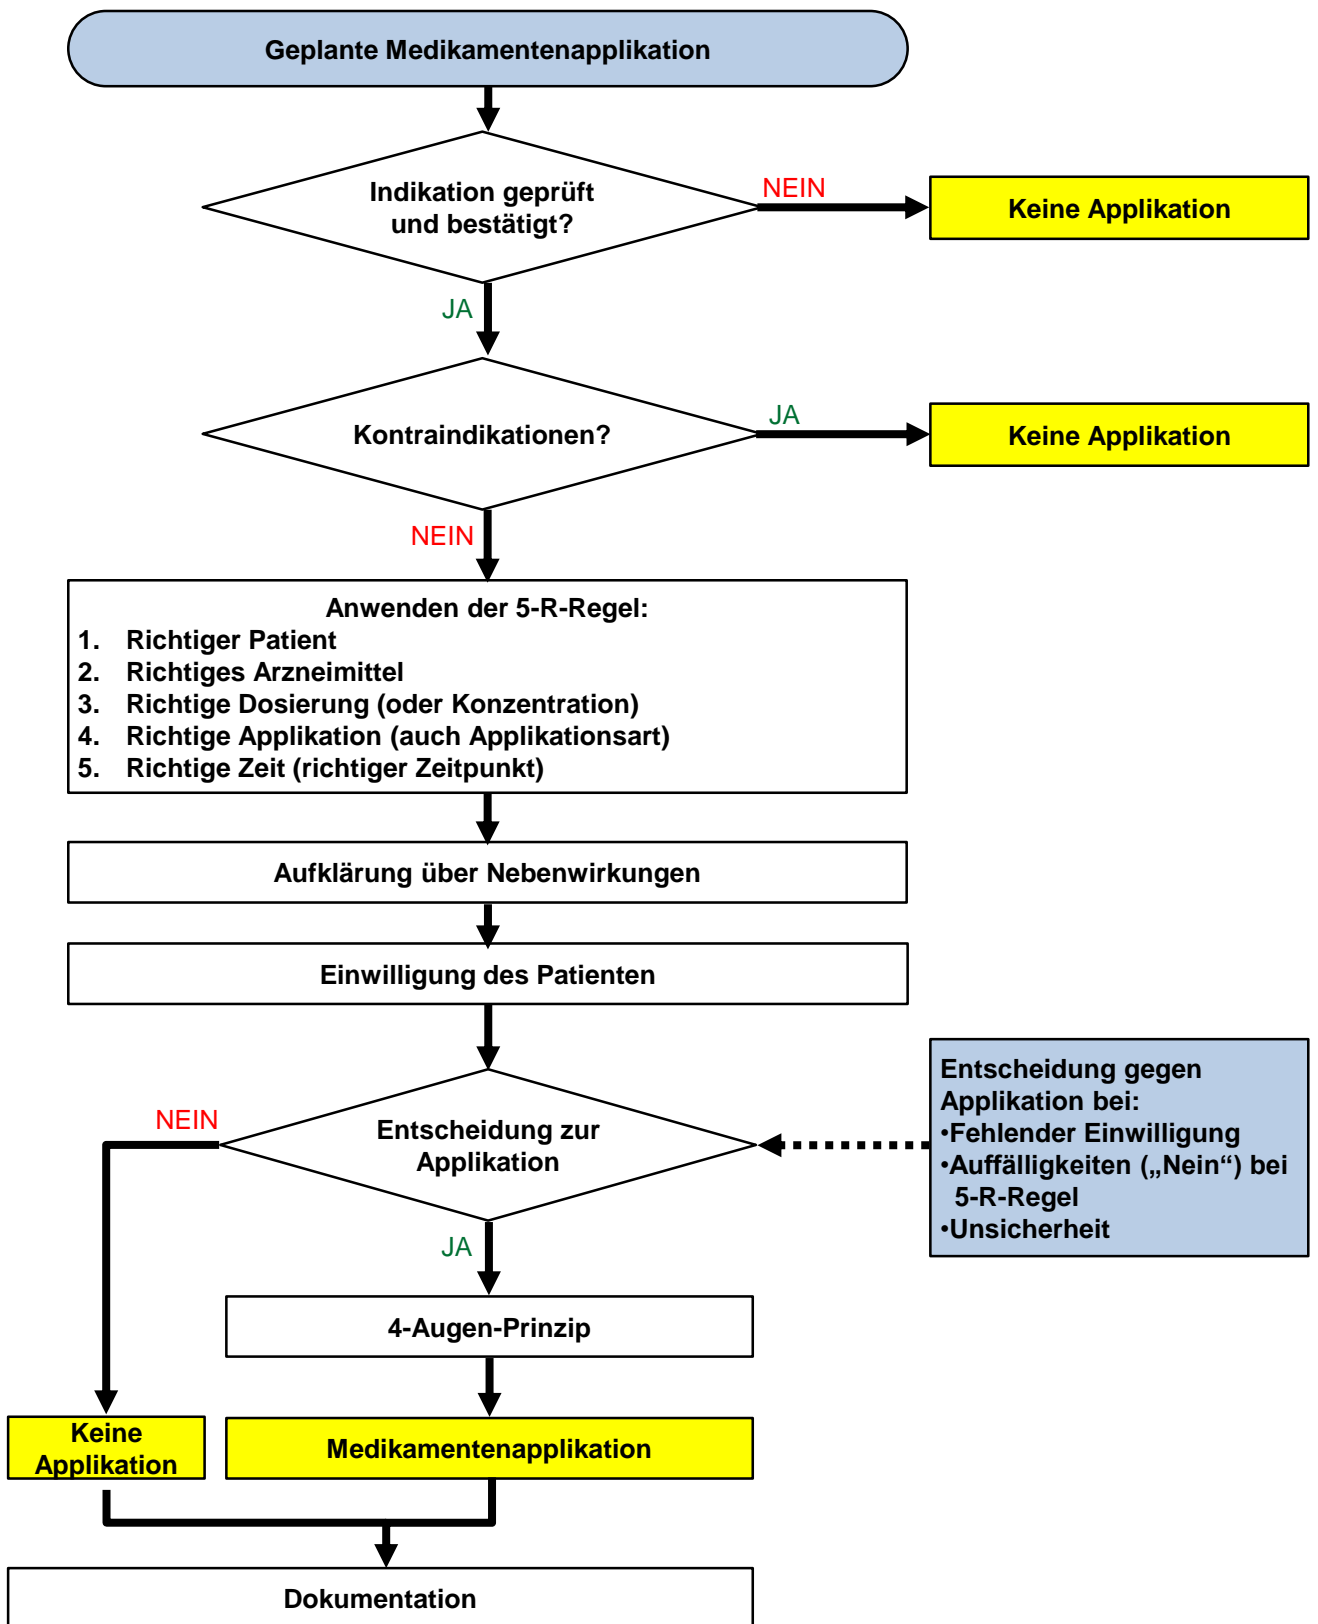 Geplante Medikamentenapplikation
Indikation geprüft
und bestätigt?
NEIN
Keine Applikation
JA
Kontraindikationen?
JA
Keine Applikation
NEIN
Anwenden der 5-R-Regel:
1. Richtiger Patient
2. Richtiges Arzneimittel
3. Richtige Dosierung (oder Konzentration)
4. Richtige Applikation (auch Applikationsart)
5. Richtige Zeit (richtiger Zeitpunkt)
Aufklärung über Nebenwirkungen
Einwilligung des Patienten
Entscheidung zur
Applikation
NEIN
Entscheidung gegen
Applikation bei:
•Fehlender Einwilligung
•Auffälligkeiten („Nein“) bei
5-R-Regel
•Unsicherheit
JA
4-Augen-Prinzip
Keine
Applikation
Medikamentenapplikation
Dokumentation